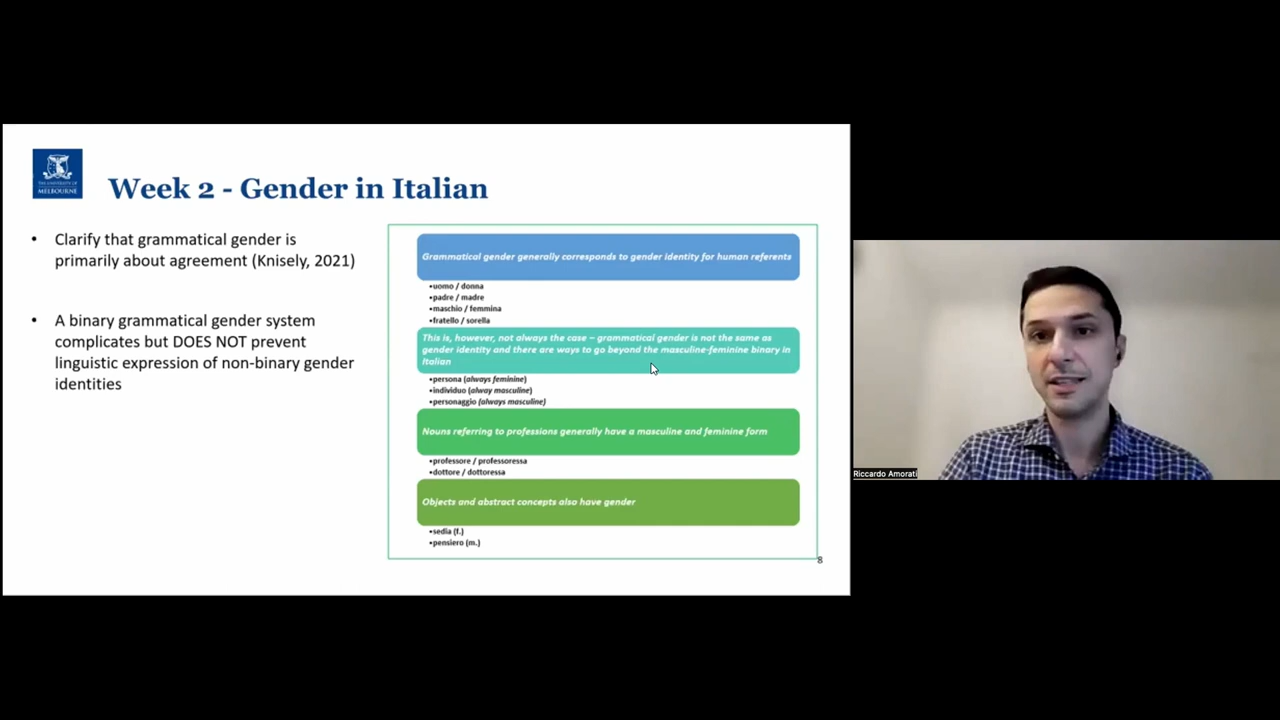 THE UNIVERSITY OF
MELBOURNE
Week 2 - Gender in Italian
• Clarify that grammatical gender is
primarily about agreement (Knisely, 2021)
• A binary grammatical gender system
complicates but DOES NOT prevent
linguistic expression of non-binary gender
identities
Grammatical gender generally corresponds to gender identity for human referents
•uomo / donna
•padre / madre
•maschio / femmina
•fratello / sorella
This is, however, not always the case – grammatical gender is not the same as
gender identity and there are ways to go beyond the masculine-feminine binary in
Italian
•persona (always feminine)
•individuo (alway masculine)
•personaggio (always masculine)
Nouns referring to professions generally have a masculine and feminine form
•professore / professoressa
•dottore / dottoressa
Objects and abstract concepts also have gender
•sedia (f.)
•pensiero (m.)
8
Riccardo Amorati